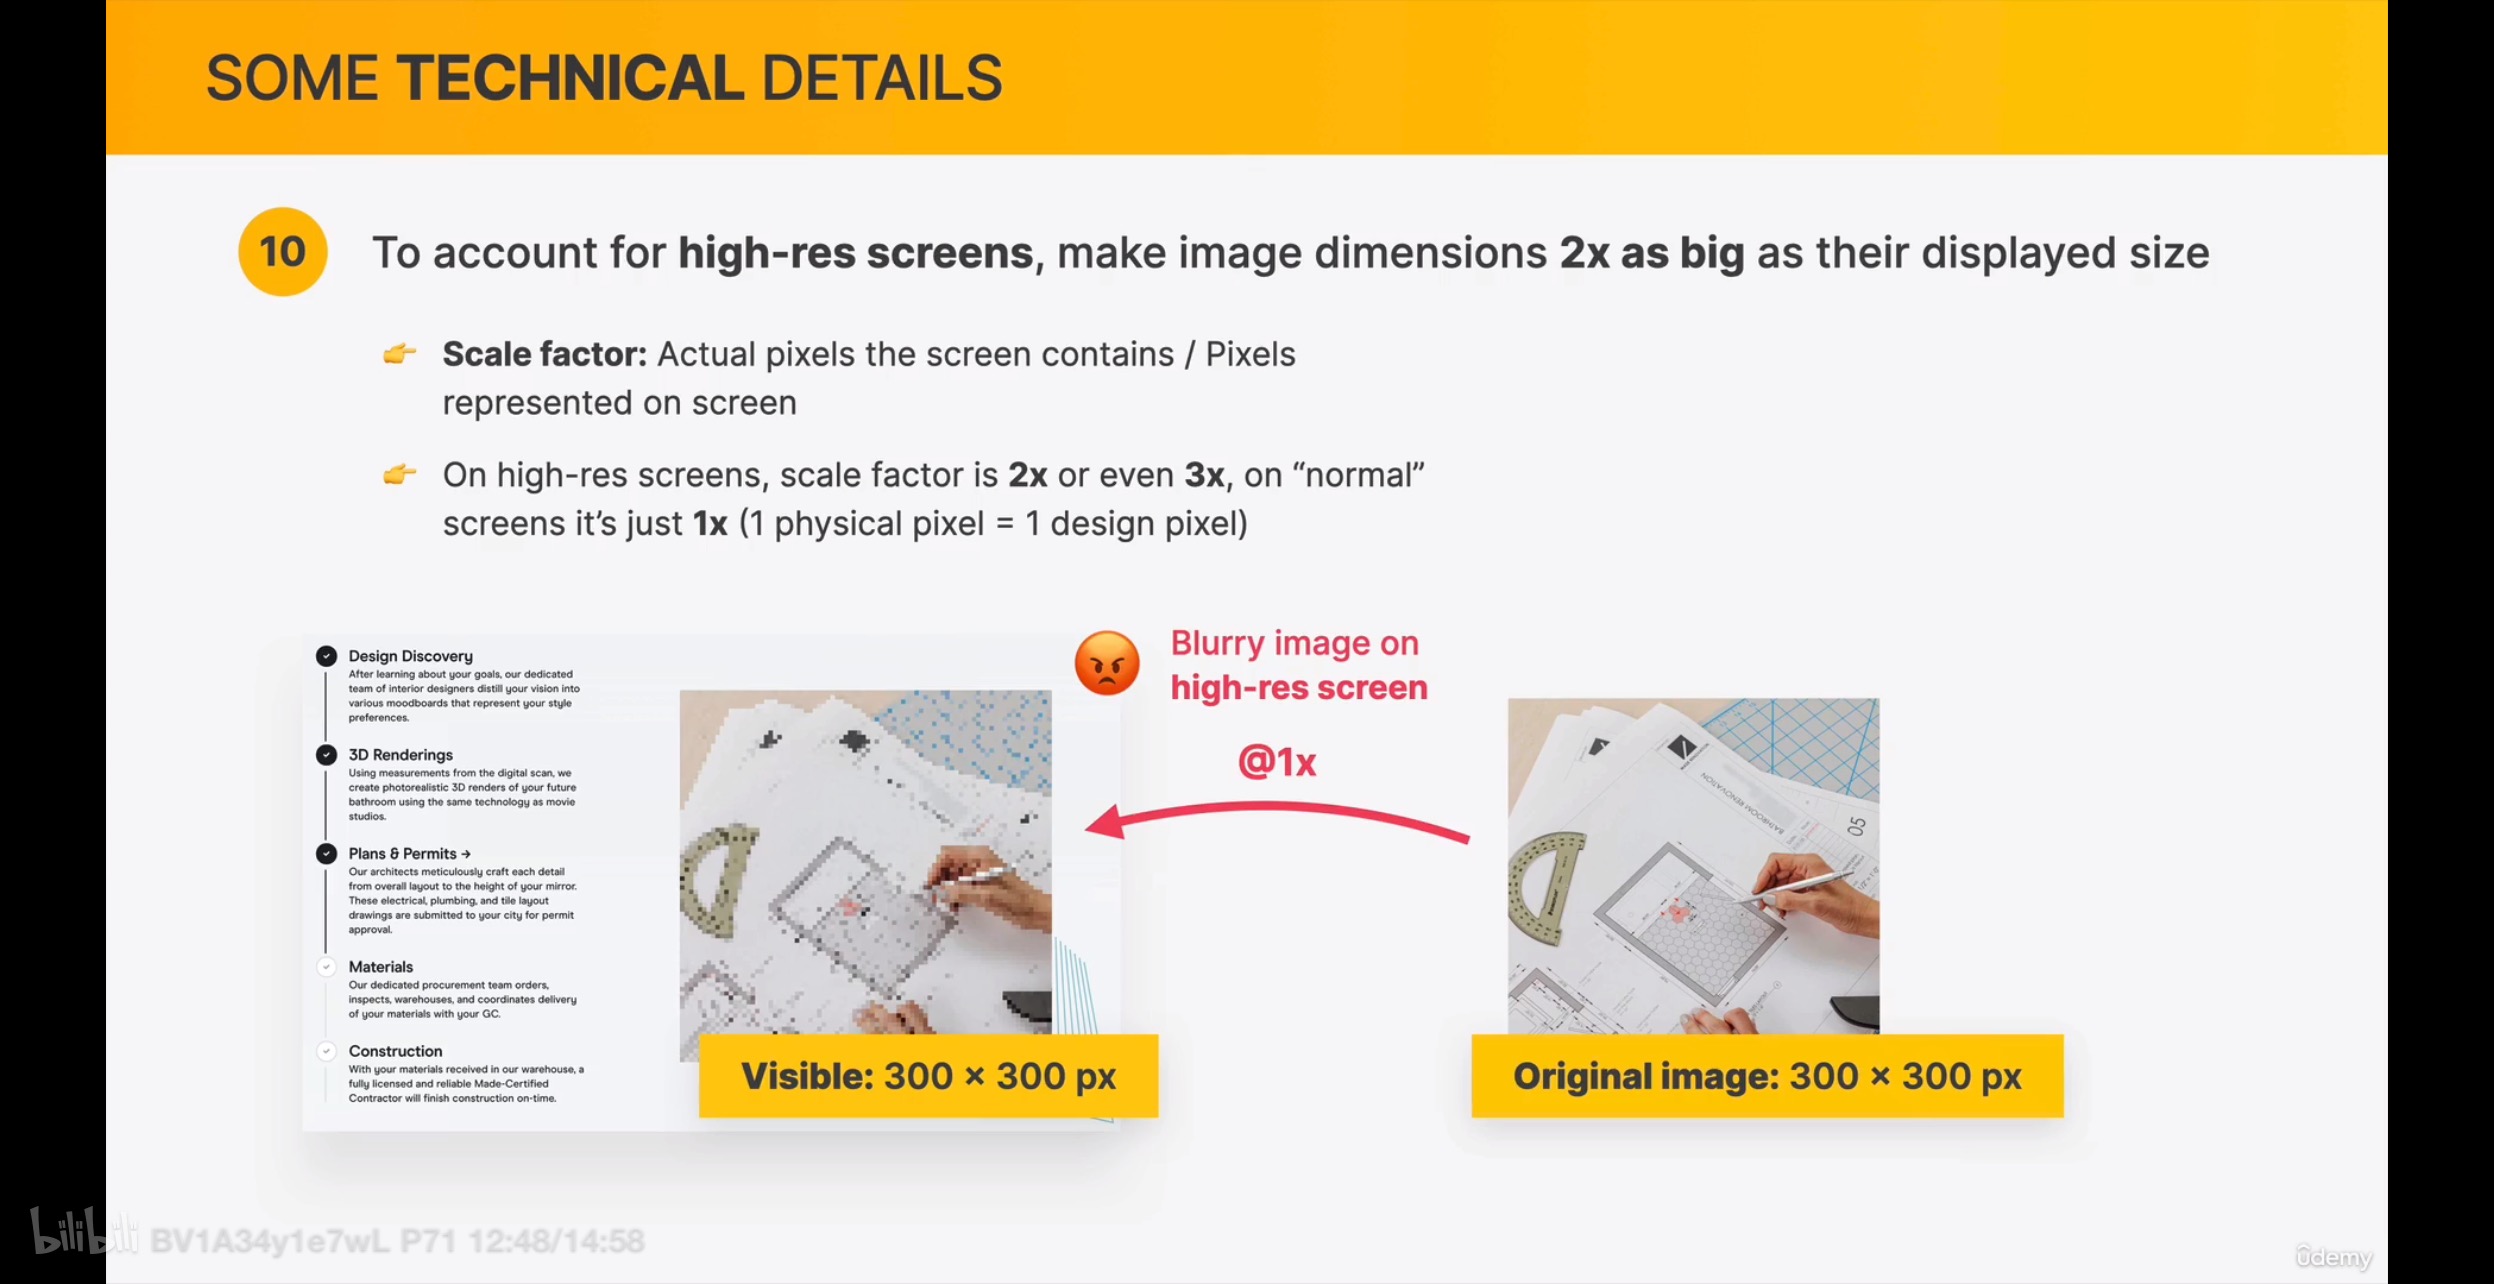 SOME TECHNICAL DETAILS
10
To account for high-res screens, make image dimensions 2x as big as their displayed size
Scale factor: Actual pixels the screen contains / Pixels
represented on screen
On high-res screens, scale factor is 2x or even 3x, on “normal”
screens it’s just 1x (1 physical pixel = 1 design pixel)
Design Discovery
After learning about your goals, our dedicated
team of interior designers distill your vision into
various moodboards that represent your style
preferences.
3D Renderings
Using measurements from the digital scan, we
create photorealistic 3D renders of your future
bathroom using the same technology as movie
studios.
Plans & Permits →
Our architects meticulously craft each detail
from overall layout to the height of your mirror.
These electrical, plumbing, and tile layout
drawings are submitted to your city for permit
approval.
Materials
Our dedicated procurement team orders,
inspects, warehouses, and coordinates delivery
of your materials with your GC.
Construction
With your materials received in our warehouse, a
fully licensed and reliable Made-Certified
Contractor will finish construction on-time.
Blurry image on
high-res screen
@1x
Visible: 300 × 300 px
BATHROOM RENOVATION
05
Original image: 300 × 300 px
bilibili BV1A34y1e7wL P71 12:48/14:58
ûdemy